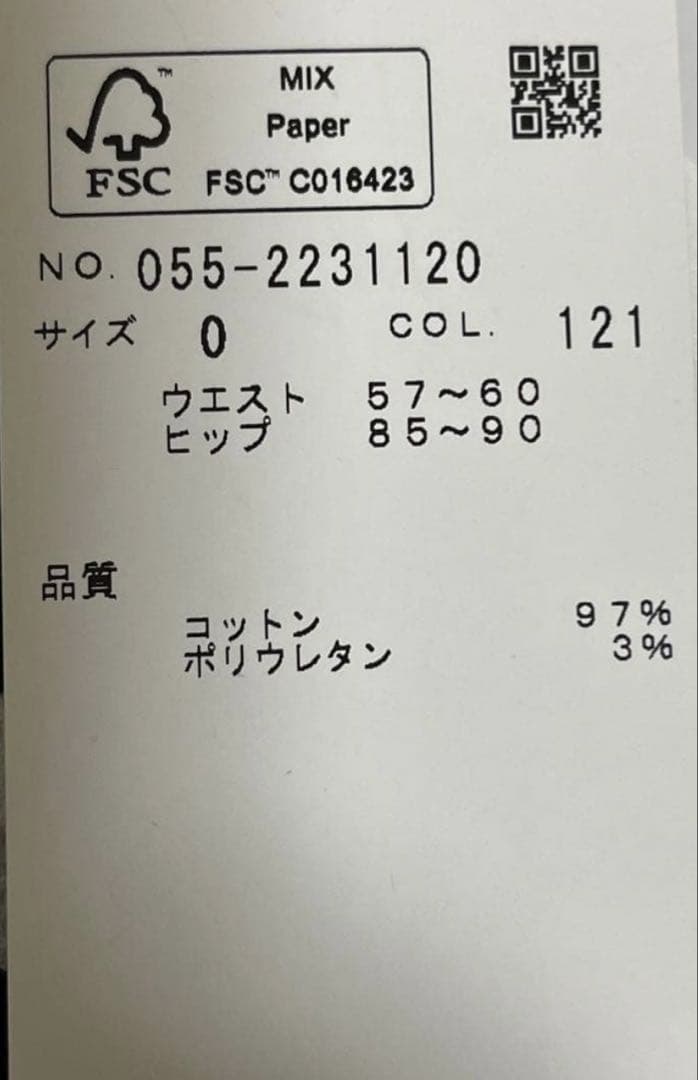 MIX
Paper
FSC™ FSC™ C016423
NO. 055-2231120
サイズ 0 COL. 121
ウエスト 57~60
ヒップ 85~90
品質
コットン 97%
ポリウレタン 3%